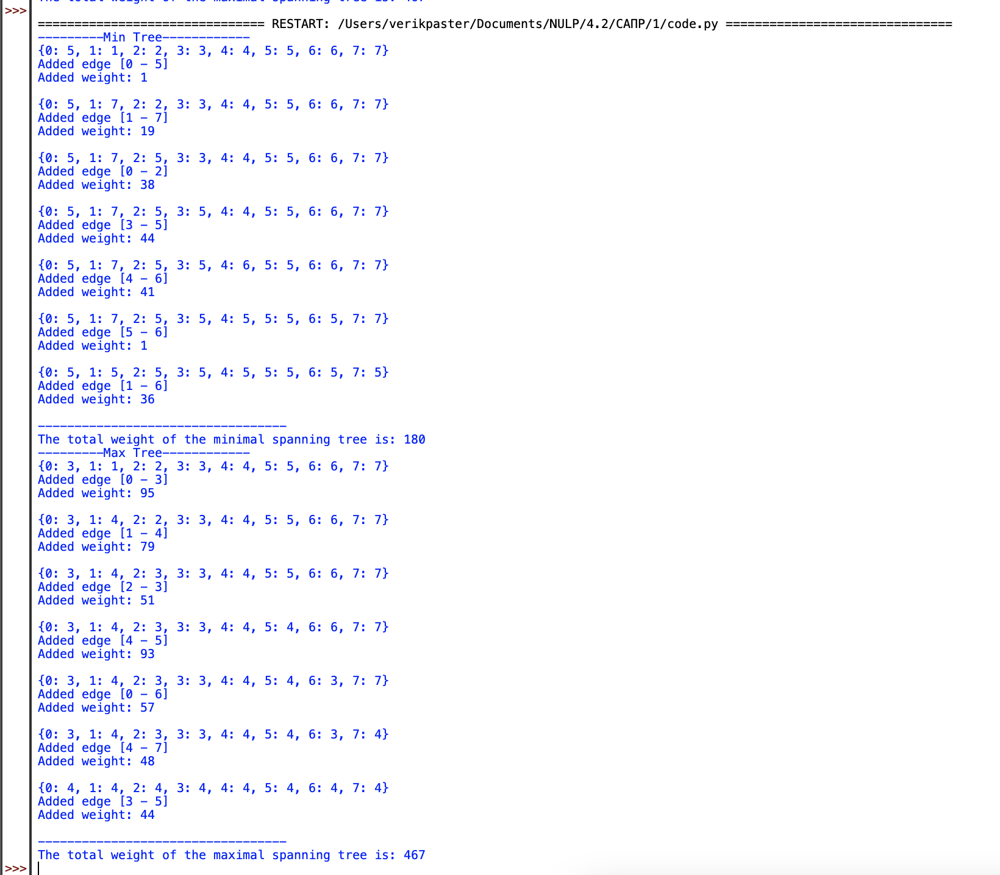 The total weight of the maximal spanning tree is: 467
>>>
=============================== RESTART: /Users/verikpaster/Documents/NULP/4.2/САПР/1/code.py ===============================
---------Min Tree------------
{0: 5, 1: 1, 2: 2, 3: 3, 4: 4, 5: 5, 6: 6, 7: 7}
Added edge [0 - 5]
Added weight: 1
{0: 5, 1: 7, 2: 2, 3: 3, 4: 4, 5: 5, 6: 6, 7: 7}
Added edge [1 - 7]
Added weight: 19
{0: 5, 1: 7, 2: 5, 3: 3, 4: 4, 5: 5, 6: 6, 7: 7}
Added edge [0 - 2]
Added weight: 38
{0: 5, 1: 7, 2: 5, 3: 5, 4: 4, 5: 5, 6: 6, 7: 7}
Added edge [3 - 5]
Added weight: 44
{0: 5, 1: 7, 2: 5, 3: 5, 4: 6, 5: 5, 6: 6, 7: 7}
Added edge [4 - 6]
Added weight: 41
{0: 5, 1: 7, 2: 5, 3: 5, 4: 5, 5: 5, 6: 5, 7: 7}
Added edge [5 - 6]
Added weight: 1
{0: 5, 1: 5, 2: 5, 3: 5, 4: 5, 5: 5, 6: 5, 7: 5}
Added edge [1 - 6]
Added weight: 36
----------------------------------
The total weight of the minimal spanning tree is: 180
---------Max Tree------------
{0: 3, 1: 1, 2: 2, 3: 3, 4: 4, 5: 5, 6: 6, 7: 7}
Added edge [0 - 3]
Added weight: 95
{0: 3, 1: 4, 2: 2, 3: 3, 4: 4, 5: 5, 6: 6, 7: 7}
Added edge [1 - 4]
Added weight: 79
{0: 3, 1: 4, 2: 3, 3: 3, 4: 4, 5: 5, 6: 6, 7: 7}
Added edge [2 - 3]
Added weight: 51
{0: 3, 1: 4, 2: 3, 3: 3, 4: 4, 5: 4, 6: 6, 7: 7}
Added edge [4 - 5]
Added weight: 93
{0: 3, 1: 4, 2: 3, 3: 3, 4: 4, 5: 4, 6: 3, 7: 7}
Added edge [0 - 6]
Added weight: 57
{0: 3, 1: 4, 2: 3, 3: 3, 4: 4, 5: 4, 6: 3, 7: 4}
Added edge [4 - 7]
Added weight: 48
{0: 4, 1: 4, 2: 4, 3: 4, 4: 4, 5: 4, 6: 4, 7: 4}
Added edge [3 - 5]
Added weight: 44
----------------------------------
The total weight of the maximal spanning tree is: 467
>>>